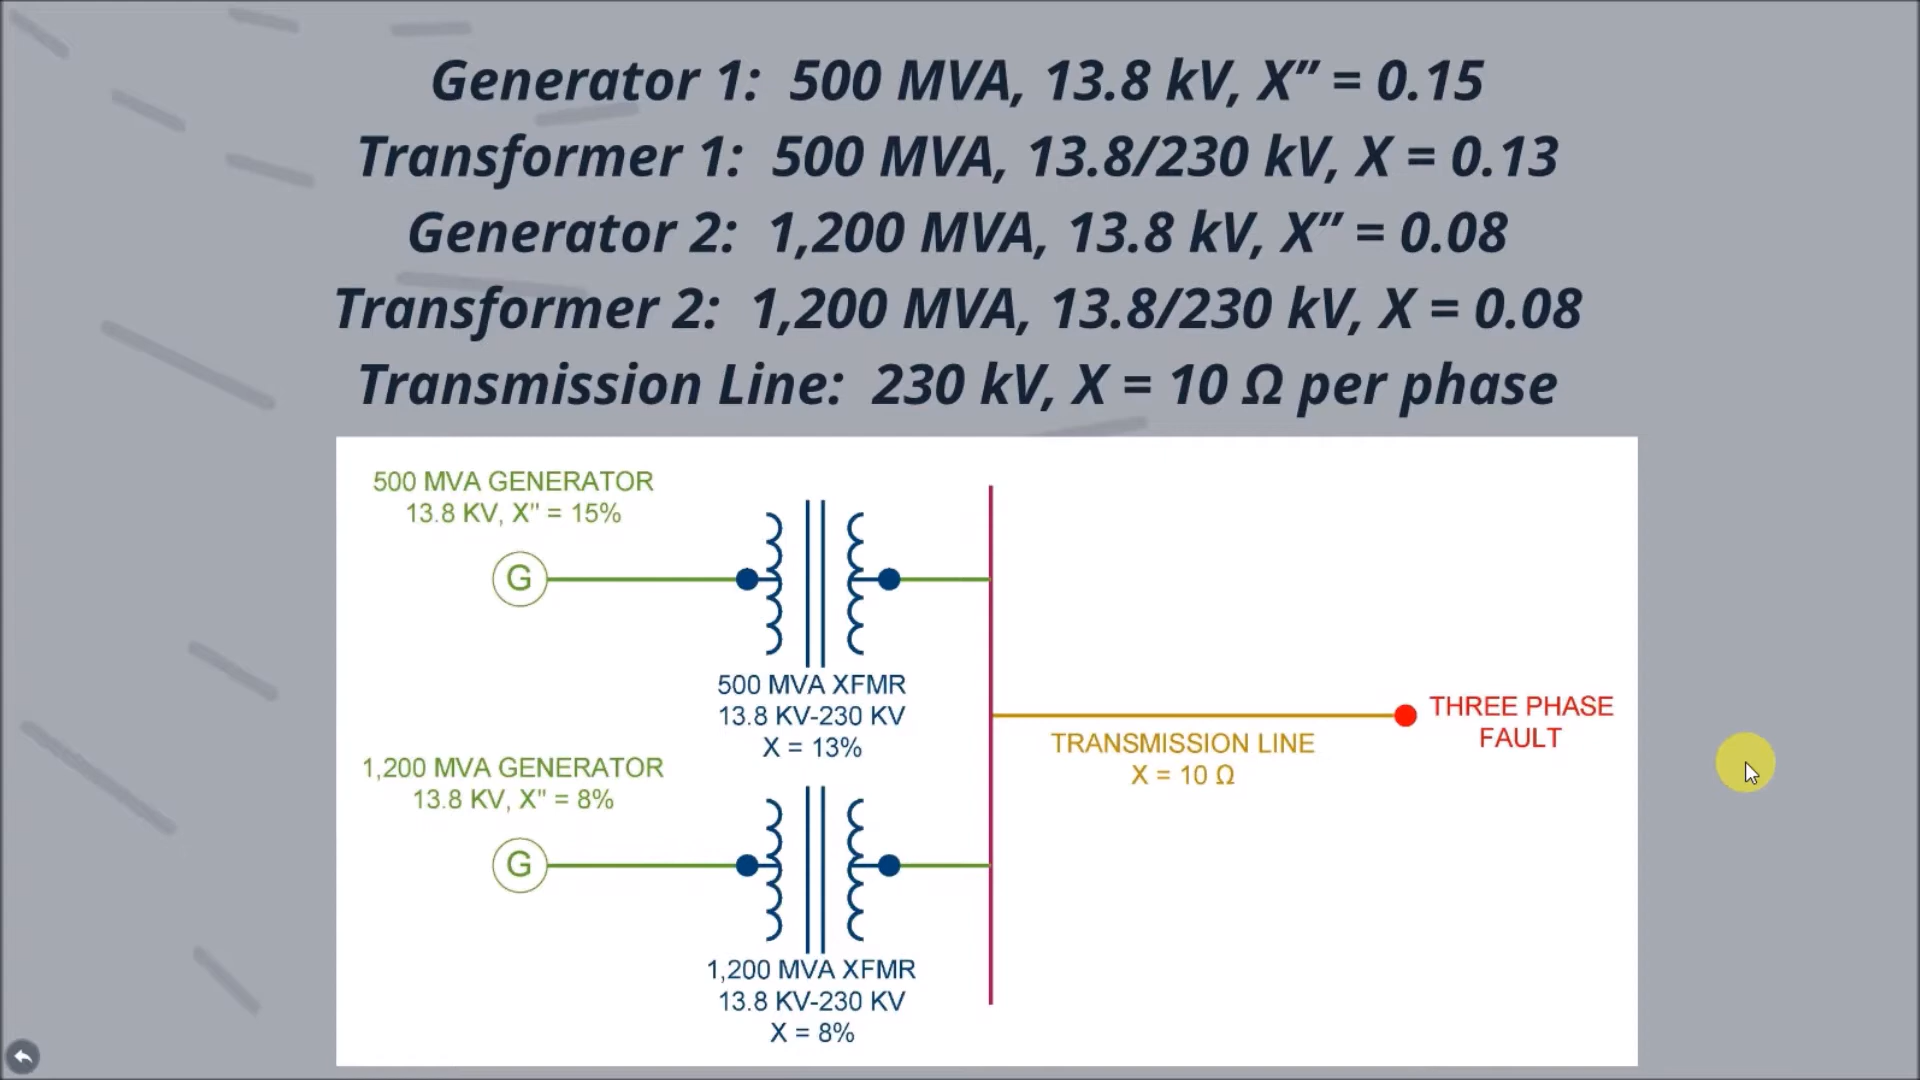 Generator 1: 500 MVA, 13.8 kV, X” = 0.15
Transformer 1: 500 MVA, 13.8/230 kV, X = 0.13
Generator 2: 1,200 MVA, 13.8 kV, X” = 0.08
Transformer 2: 1,200 MVA, 13.8/230 kV, X = 0.08
Transmission Line: 230 kV, X = 10 Ω per phase
500 MVA GENERATOR
13.8 KV, X" = 15%
G
500 MVA XFMR
13.8 KV-230 KV
X = 13%
THREE PHASE
FAULT
TRANSMISSION LINE
X = 10 Ω
1,200 MVA GENERATOR
13.8 KV, X" = 8%
G
1,200 MVA XFMR
13.8 KV-230 KV
X = 8%